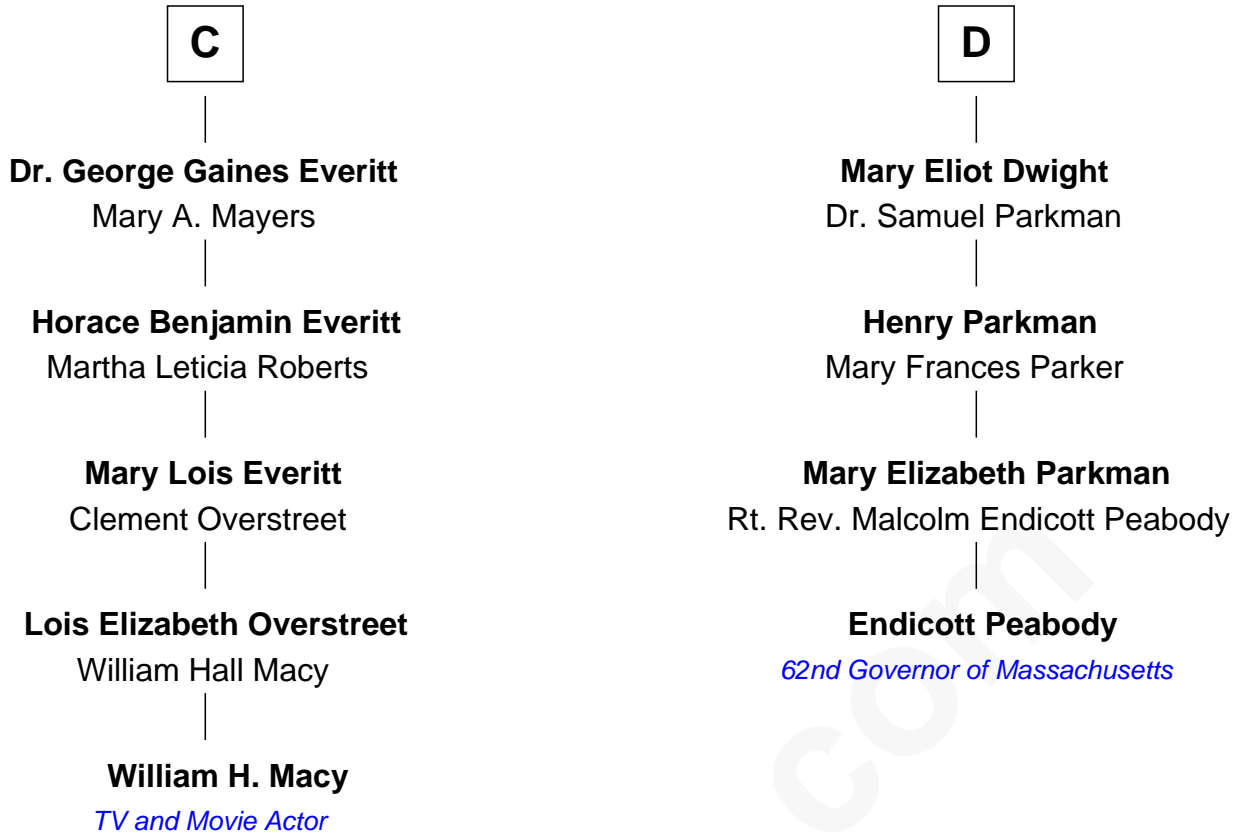 C
Dr. George Gaines Everitt
Mary A. Mayers
Horace Benjamin Everitt
Martha Leticia Roberts
Mary Lois Everitt
Clement Overstreet
Lois Elizabeth Overstreet
William Hall Macy
William H. Macy
TV and Movie Actor
D
Mary Eliot Dwight
Dr. Samuel Parkman
Henry Parkman
Mary Frances Parker
Mary Elizabeth Parkman
Rt. Rev. Malcolm Endicott Peabody
Endicott Peabody
62nd Governor of Massachusetts
com